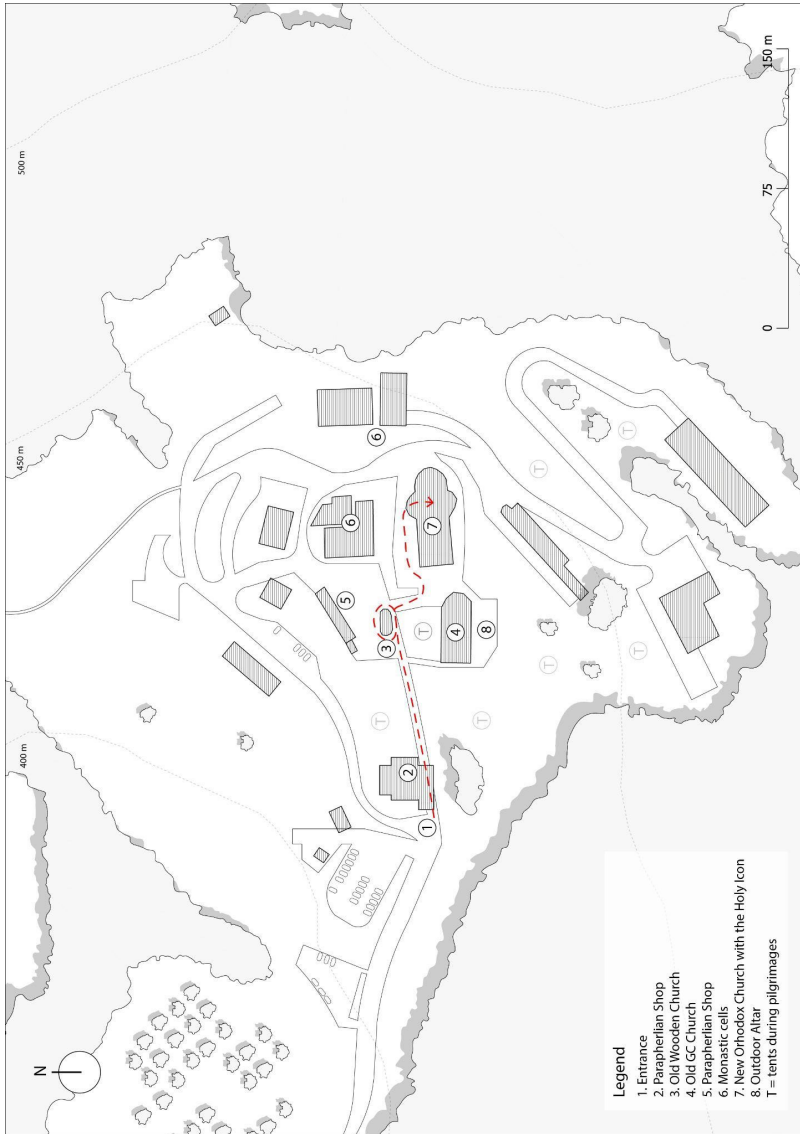 N
400 m
450 m
500 m
1
2
3
4
5
6
6
7
8
T
T
T
T
T
T
T
Legend
1. Entrance
2. Parapherlian Shop
3. Old Wooden Church
4. Old GC Church
5. Parapherlian Shop
6. Monastic cells
7. New Orthodox Church with the Holy Icon
8. Outdoor Altar
T = tents during pilgrimages
0
75
150 m